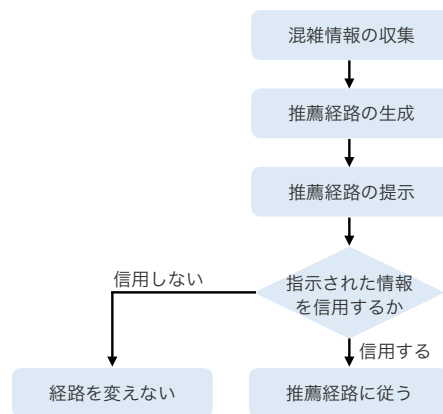 混雑情報の収集
推薦経路の生成
推薦経路の提示
指示された情報
を信用するか
信用しない
信用する
経路を変えない
推薦経路に従う